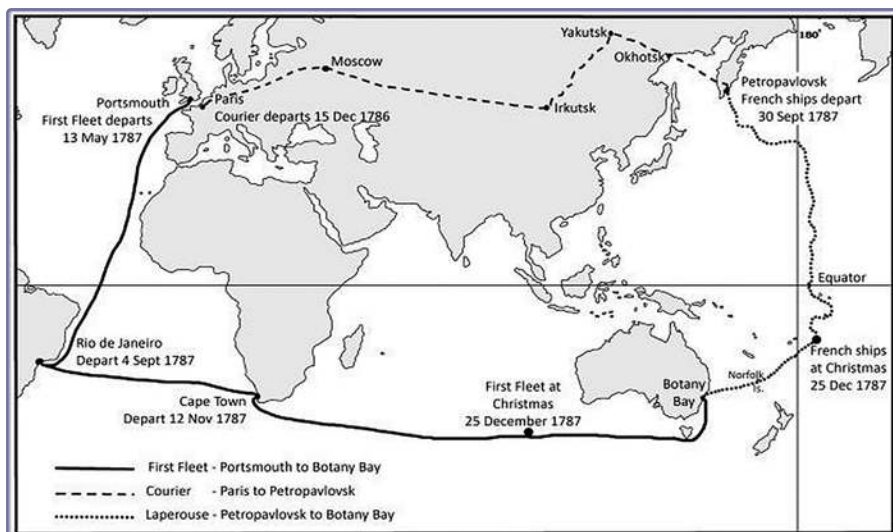 Yakutsk
180°
Moscow
Okhotsk
Portsmouth
First Fleet departs
13 May 1787
Paris
Courier departs 15 Dec 1786
Irkutsk
Petropavlovsk
French ships depart
30 Sept 1787
Equator
Rio de Janeiro
Depart 4 Sept 1787
French ships
at Christmas
25 Dec 1787
Norfolk
Is.
Cape Town
Depart 12 Nov 1787
First Fleet at
Christmas
25 December 1787
Botany
Bay
First Fleet - Portsmouth to Botany Bay
Courier - Paris to Petropavlovsk
Laperouse - Petropavlovsk to Botany Bay